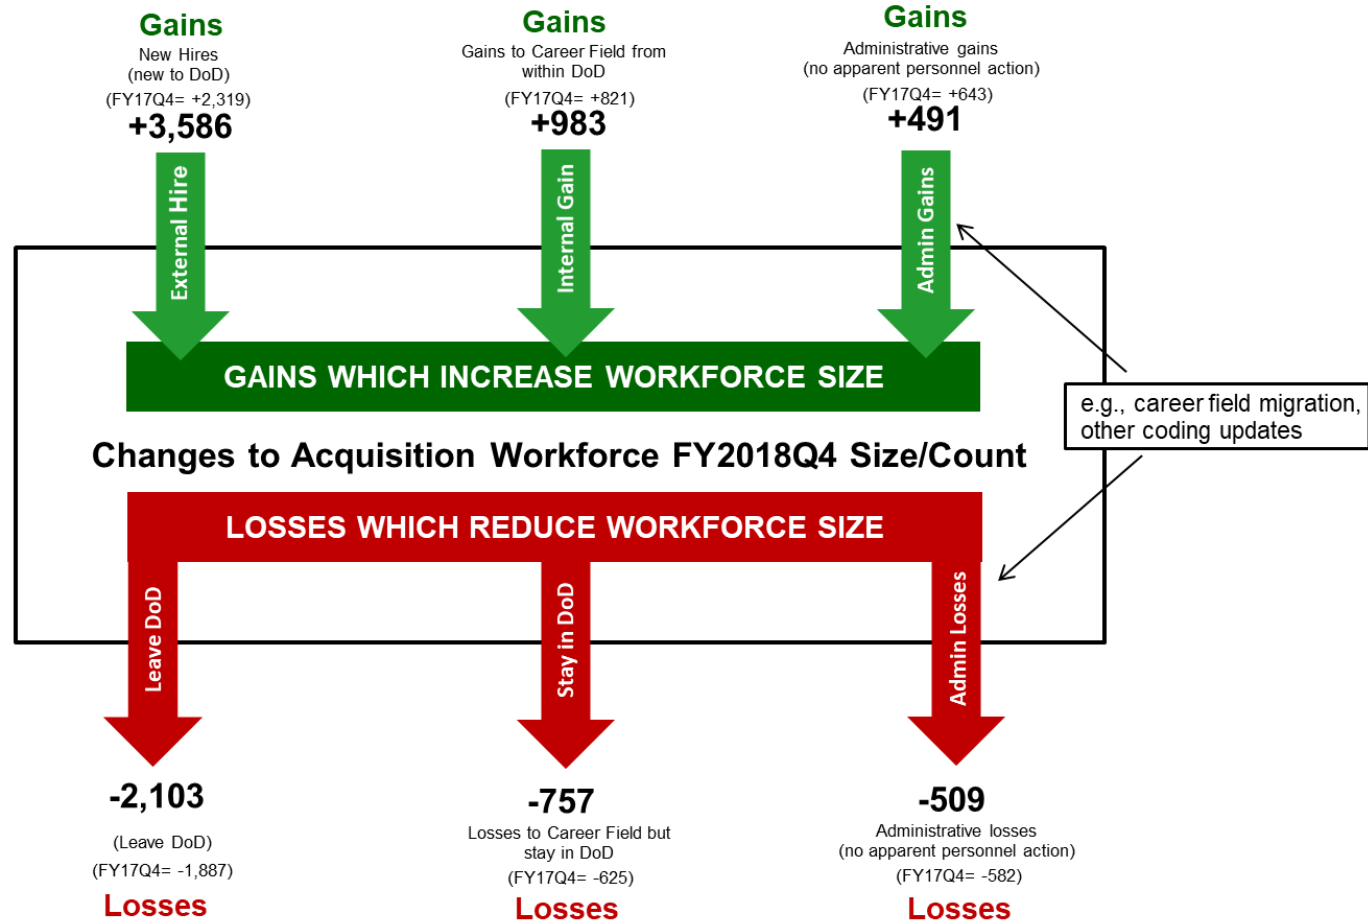 Gains
New Hires
(new to DoD)
(FY17Q4= +2,319)
+3,586
External Hire
Gains
Gains to Career Field from
within DoD
(FY17Q4= +821)
+983
Internal Gain
Gains
Administrative gains
(no apparent personnel action)
(FY17Q4= +643)
+491
Admin Gains
GAINS WHICH INCREASE WORKFORCE SIZE
e.g., career field migration,
other coding updates
Changes to Acquisition Workforce FY2018Q4 Size/Count
LOSSES WHICH REDUCE WORKFORCE SIZE
Leave DoD
-2,103
(Leave DoD)
(FY17Q4= -1,887)
Losses
Stay in DoD
-757
Losses to Career Field but
stay in DoD
(FY17Q4= -625)
Losses
Admin Losses
-509
Administrative losses
(no apparent personnel action)
(FY17Q4= -582)
Losses